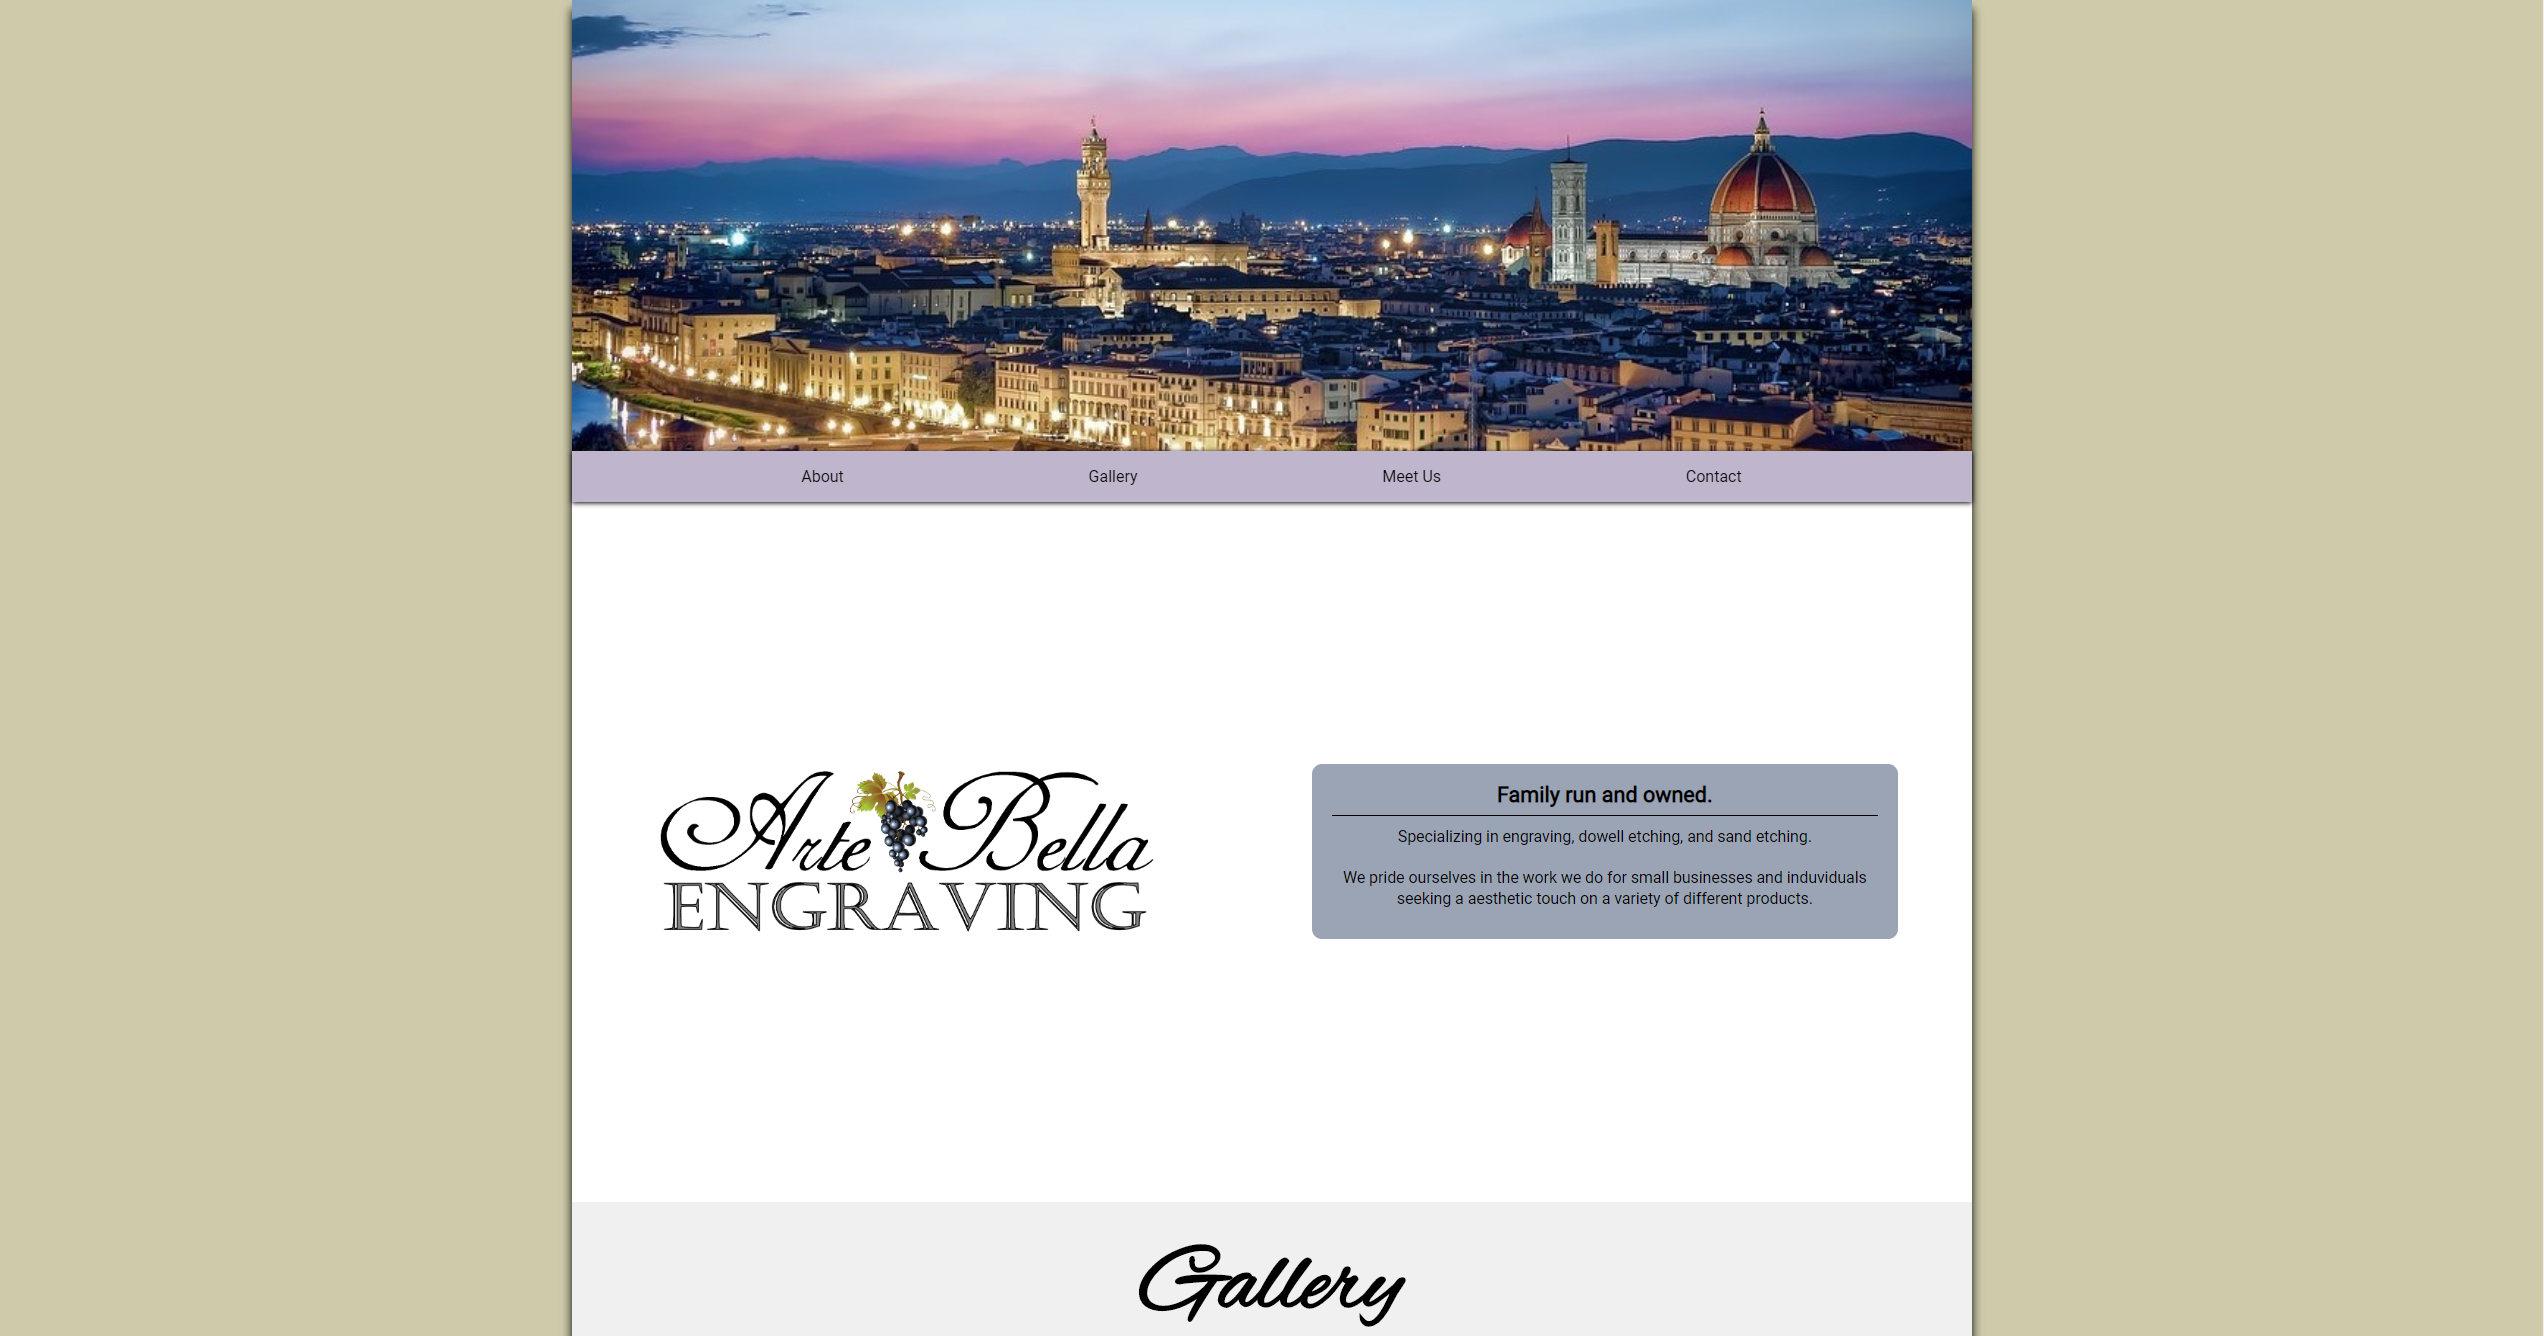 About
Gallery
Meet Us
Contact
Arte Bella
ENGRAVING
Family run and owned.
Specializing in engraving, dowell etching, and sand etching.
We pride ourselves in the work we do for small businesses and induviduals
seeking a aesthetic touch on a variety of different products.
Gallery